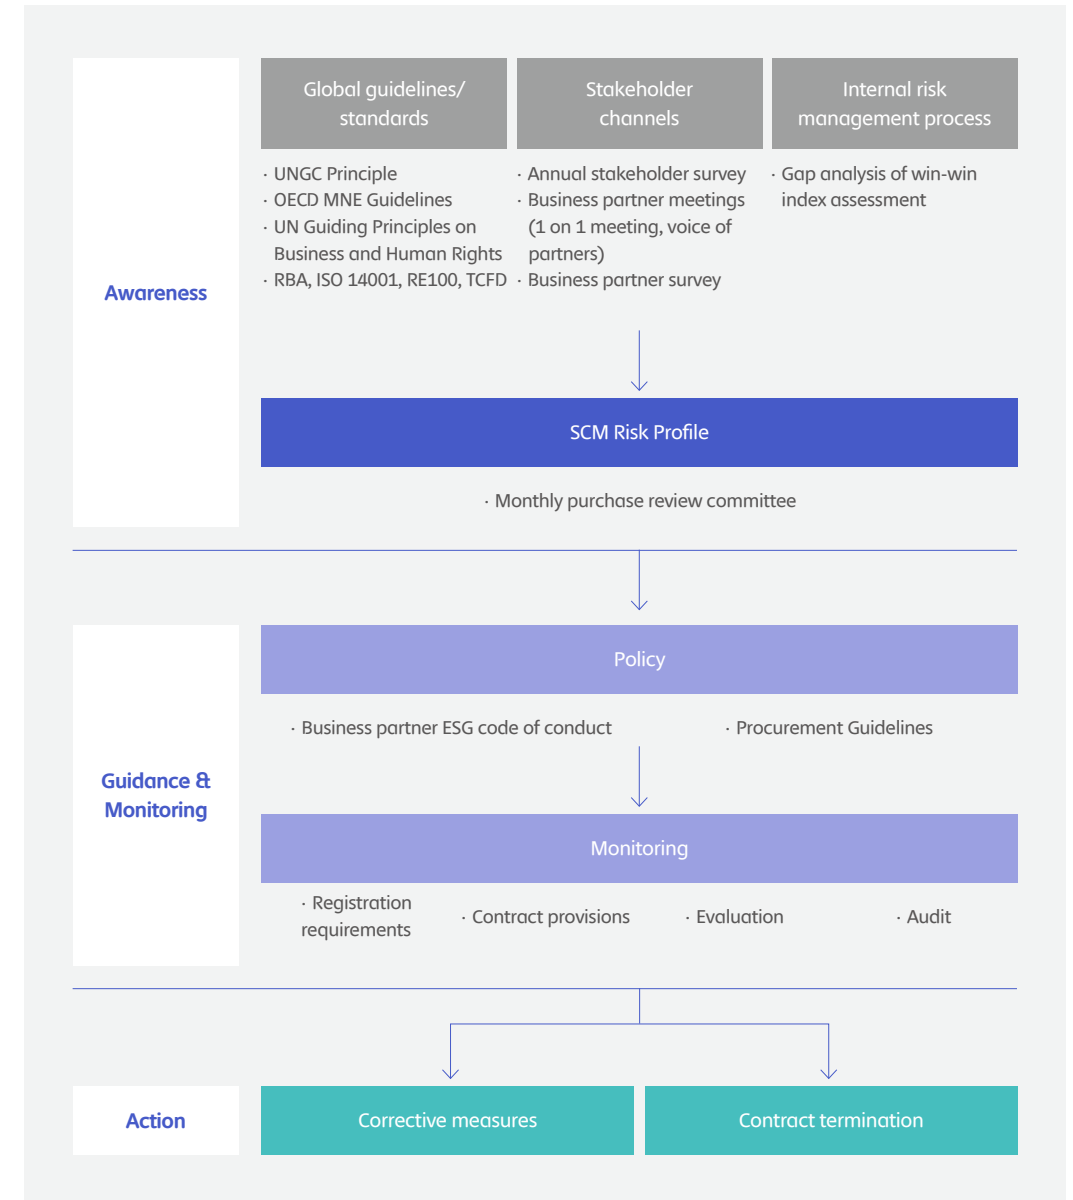 Awareness
Global guidelines/
standards
· UNGC Principle
· OECD MNE Guidelines
· UN Guiding Principles on
Business and Human Rights
· RBA, ISO 14001, RE100, TCFD
Stakeholder
channels
· Annual stakeholder survey
· Business partner meetings
(1 on 1 meeting, voice of
partners)
· Business partner survey
Internal risk
management process
· Gap analysis of win-win
index assessment
SCM Risk Profile
· Monthly purchase review committee
Guidance &
Monitoring
Policy
· Business partner ESG code of conduct
· Procurement Guidelines
Monitoring
· Registration
requirements
· Contract provisions
· Evaluation
· Audit
Action
Corrective measures
Contract termination